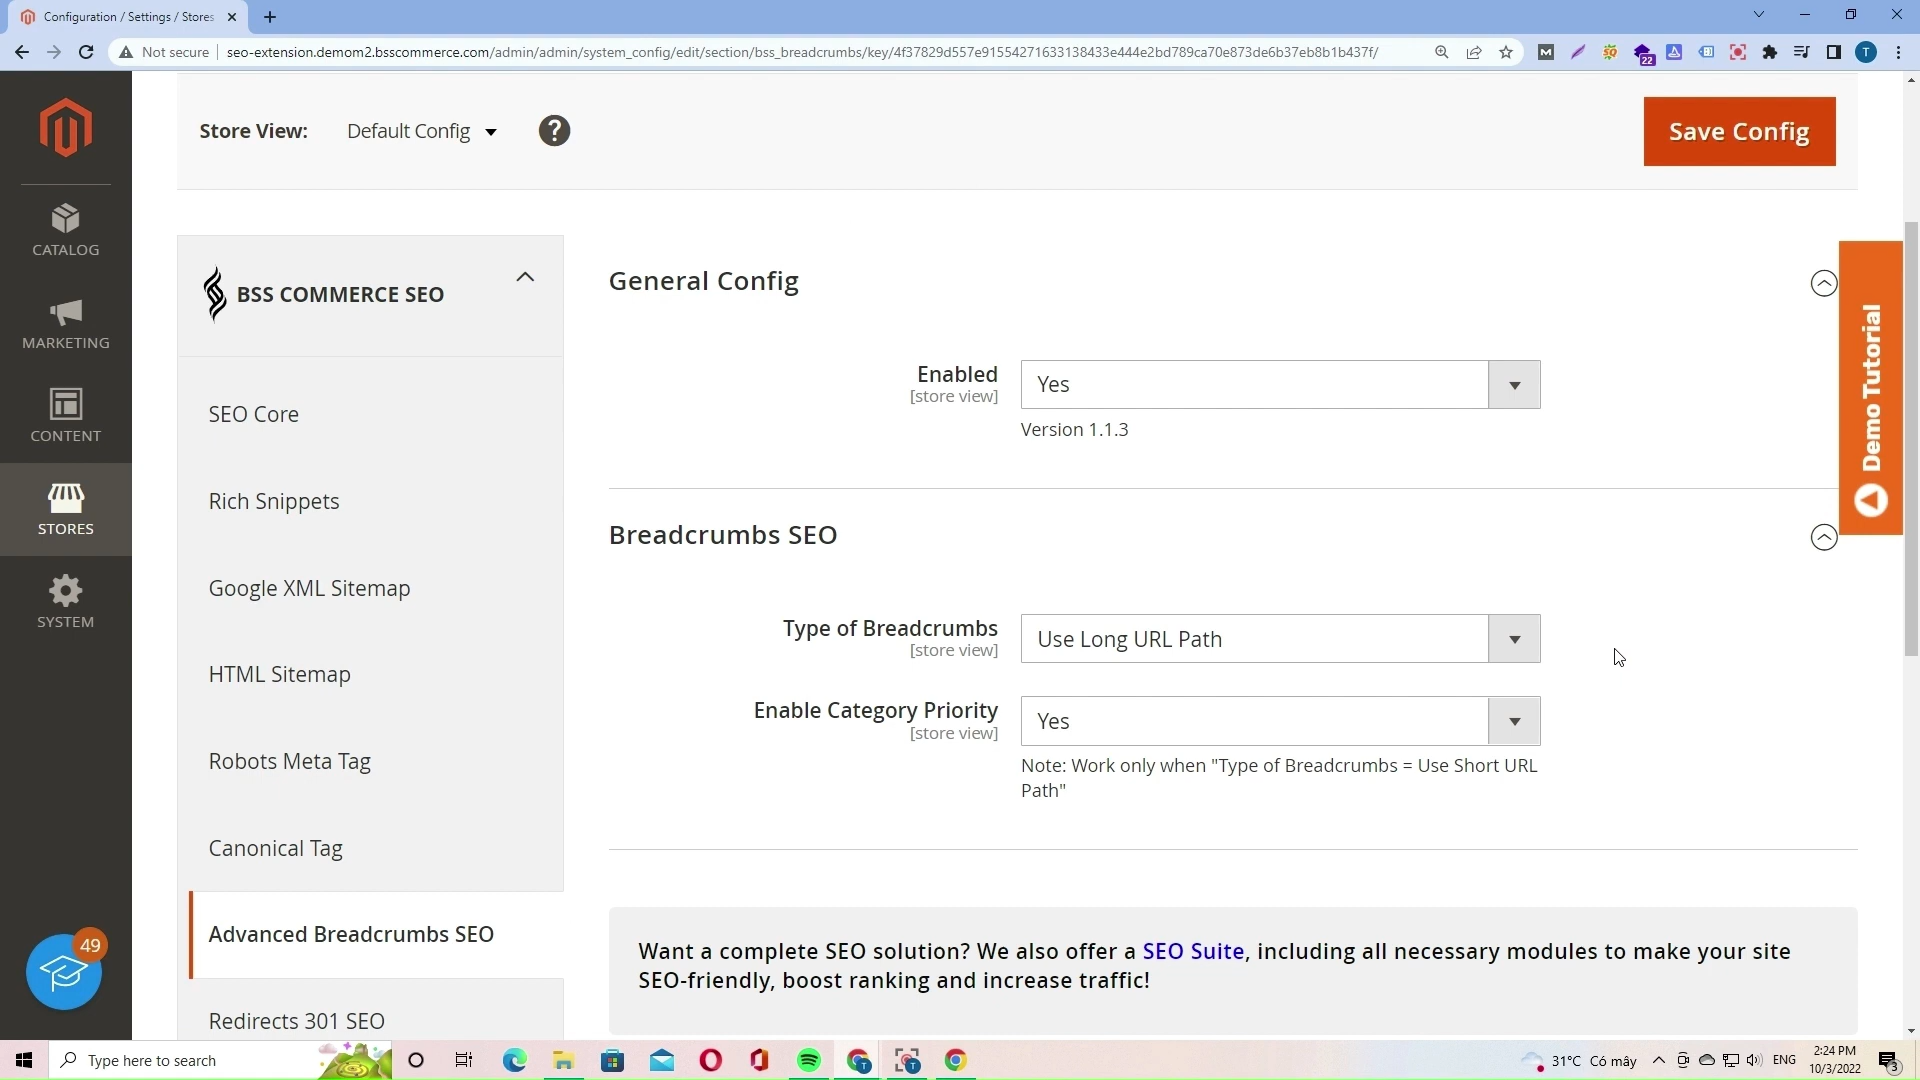 Configuration / Settings / Stores
Not secure
seo-extension.demom2.bsscommerce.com/admin/admin/system_config/edit/section/bss_breadcrumbs/key/4f37829d557e91554271633138433e444e2bd789ca70e873de6b37eb8b1b437f/
22
T
Store View:
Default Config
?
Save Config
CATALOG
MARKETING
CONTENT
STORES
SYSTEM
49
BSS COMMERCE SEO
SEO Core
Rich Snippets
Google XML Sitemap
HTML Sitemap
Robots Meta Tag
Canonical Tag
Advanced Breadcrumbs SEO
Redirects 301 SEO
General Config
Enabled
[store view]
Yes
Version 1.1.3
Breadcrumbs SEO
Type of Breadcrumbs
[store view]
Use Long URL Path
Enable Category Priority
[store view]
Yes
Note: Work only when "Type of Breadcrumbs = Use Short URL
Path"
Want a complete SEO solution? We also offer a SEO Suite, including all necessary modules to make your site
SEO-friendly, boost ranking and increase traffic!
Demo Tutorial
Type here to search
31°C Có mây
ENG
2:24 PM
10/3/2022
3